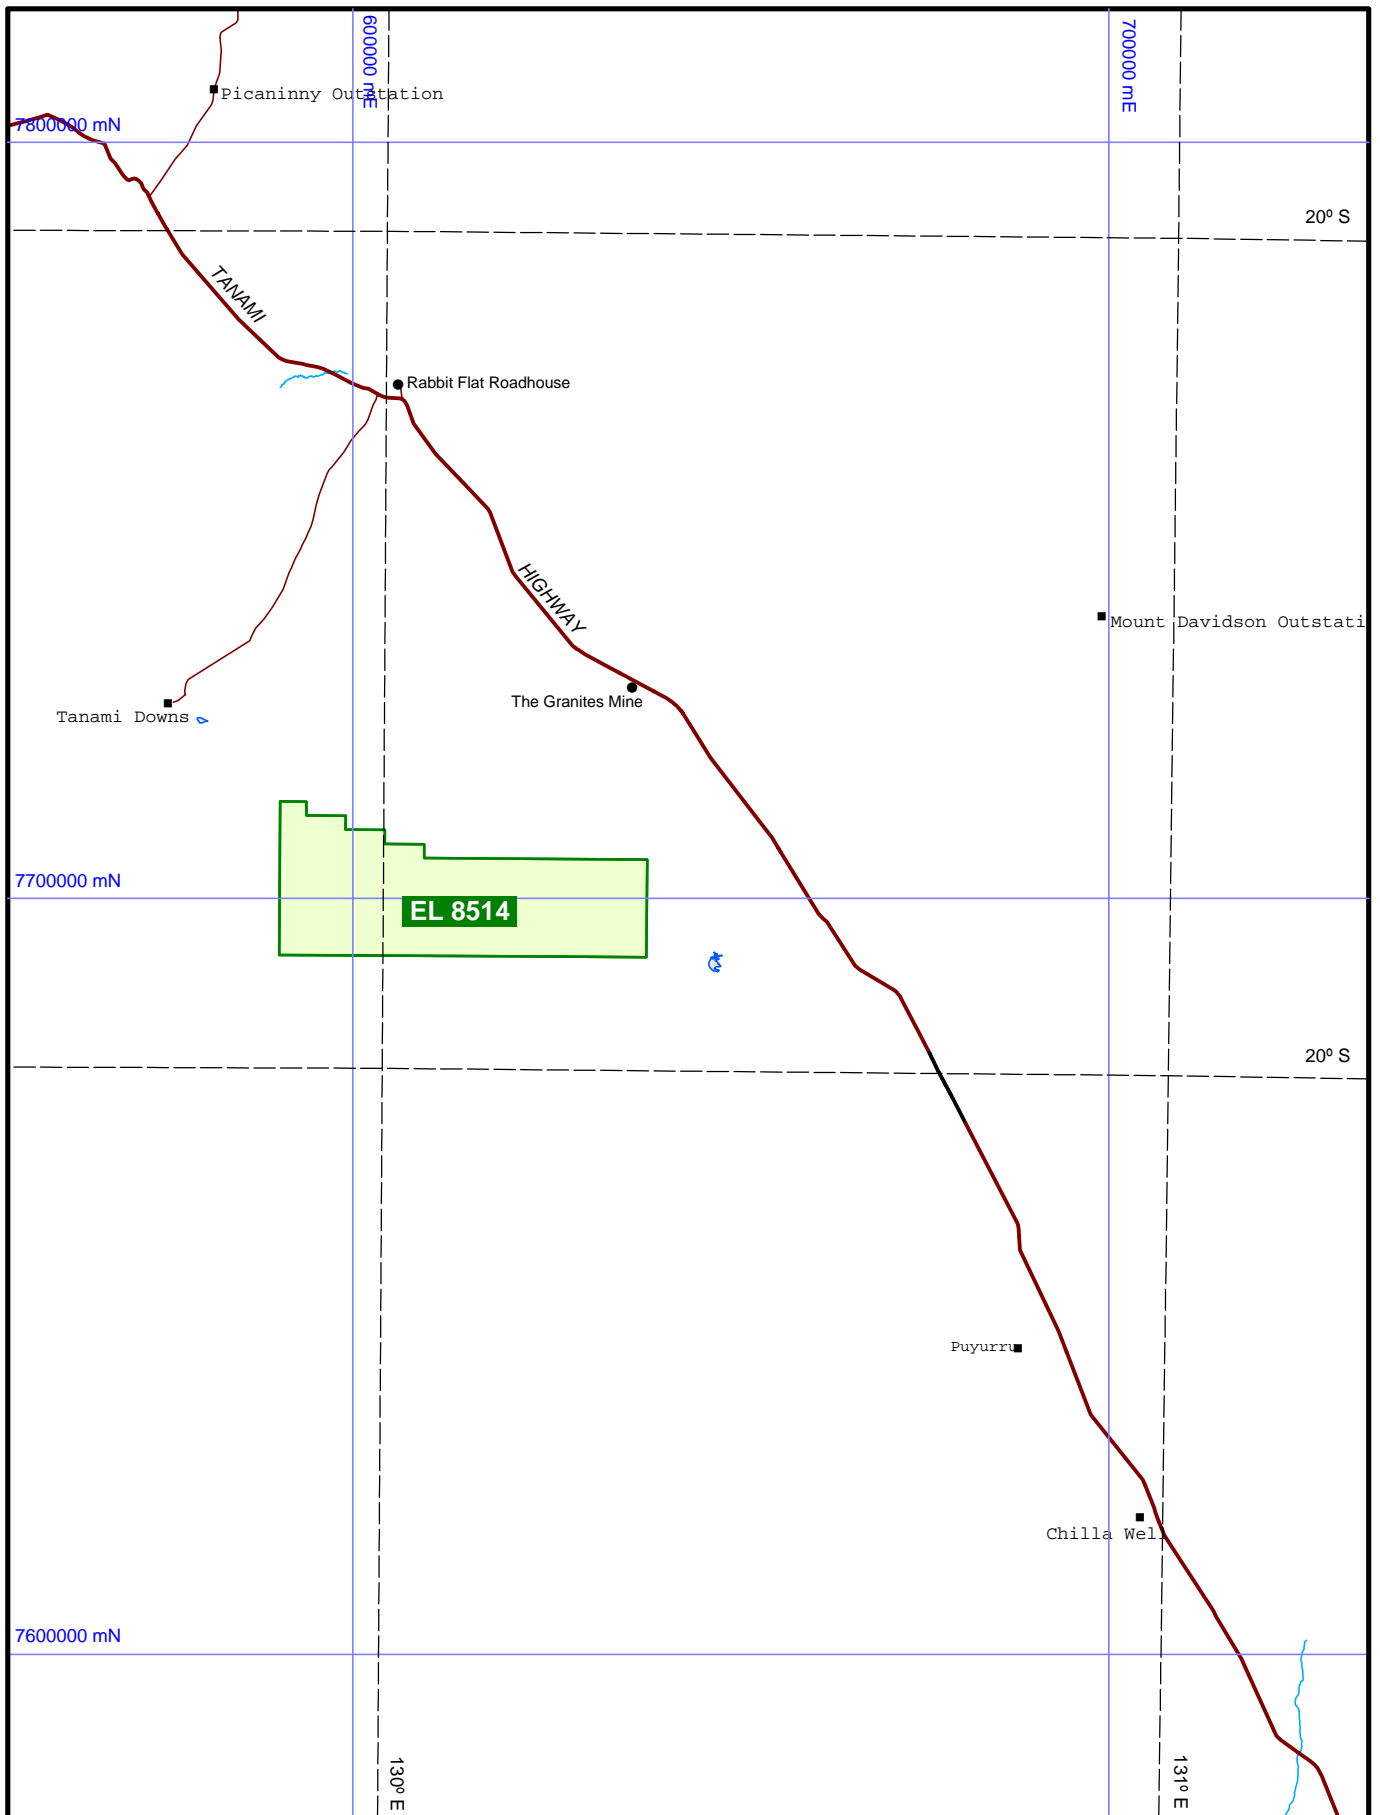 600000 mE
700000 mE
Picaninny Outstation
7800000 mN
20º S
TANAMI
Rabbit Flat Roadhouse
HIGHWAY
Mount Davidson Outstati
The Granites Mine
Tanami Downs
7700000 mN
EL 8514
20º S
Puyurru
Chilla Well
7600000 mN
130º E
131º E